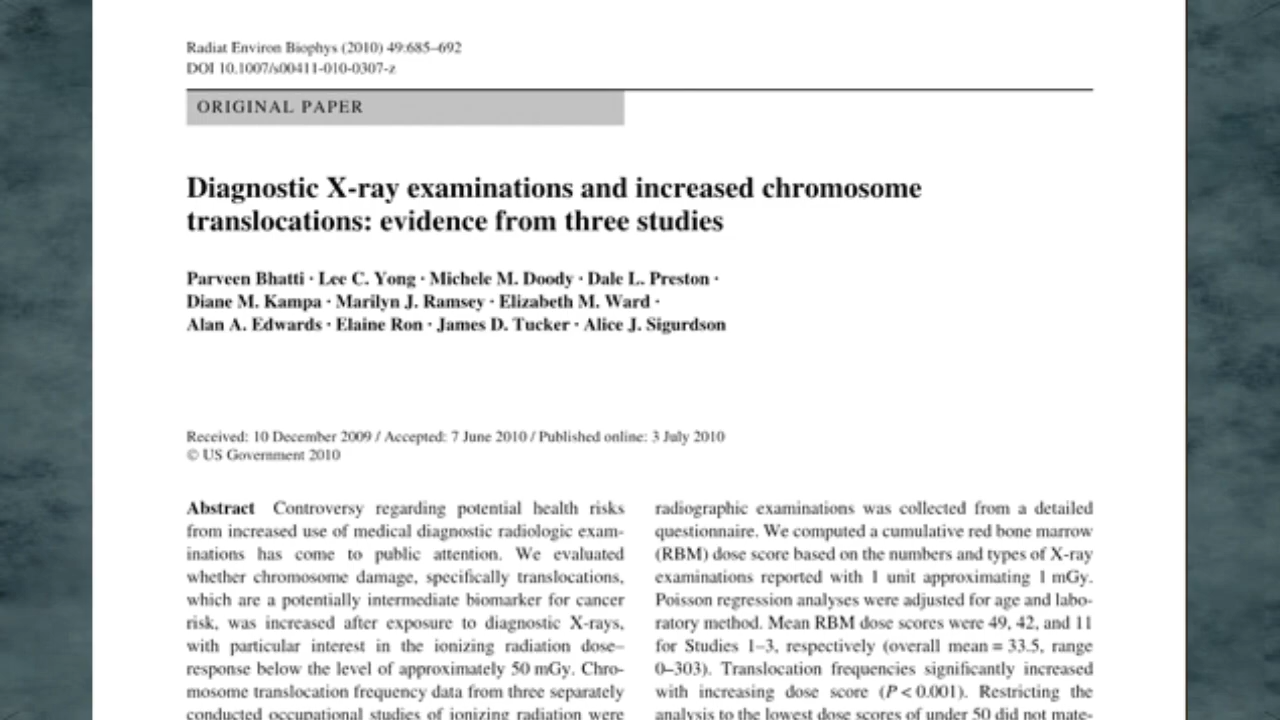 Radiat Environ Biophys (2010) 49:685–692
DOI 10.1007/s00411-010-0307-z
ORIGINAL PAPER
Diagnostic X-ray examinations and increased chromosome
translocations: evidence from three studies
Parveen Bhatti · Lee C. Yong · Michele M. Doody · Dale L. Preston ·
Diane M. Kampa · Marilyn J. Ramsey · Elizabeth M. Ward ·
Alan A. Edwards · Elaine Ron · James D. Tucker · Alice J. Sigurdson
Received: 10 December 2009 / Accepted: 7 June 2010 / Published online: 3 July 2010
© US Government 2010
Abstract Controversy regarding potential health risks
from increased use of medical diagnostic radiologic exam-
inations has come to public attention. We evaluated
whether chromosome damage, specifically translocations,
which are a potentially intermediate biomarker for cancer
risk, was increased after exposure to diagnostic X-rays,
with particular interest in the ionizing radiation dose–
response below the level of approximately 50 mGy. Chro-
mosome translocation frequency data from three separately
conducted occupational studies of ionizing radiation were
radiographic examinations was collected from a detailed
questionnaire. We computed a cumulative red bone marrow
(RBM) dose score based on the numbers and types of X-ray
examinations reported with 1 unit approximating 1 mGy.
Poisson regression analyses were adjusted for age and labo-
ratory method. Mean RBM dose scores were 49, 42, and 11
for Studies 1–3, respectively (overall mean = 33.5, range
0–303). Translocation frequencies significantly increased
with increasing dose score (P < 0.001). Restricting the
analysis to the lowest dose scores of under 50 did not mate-